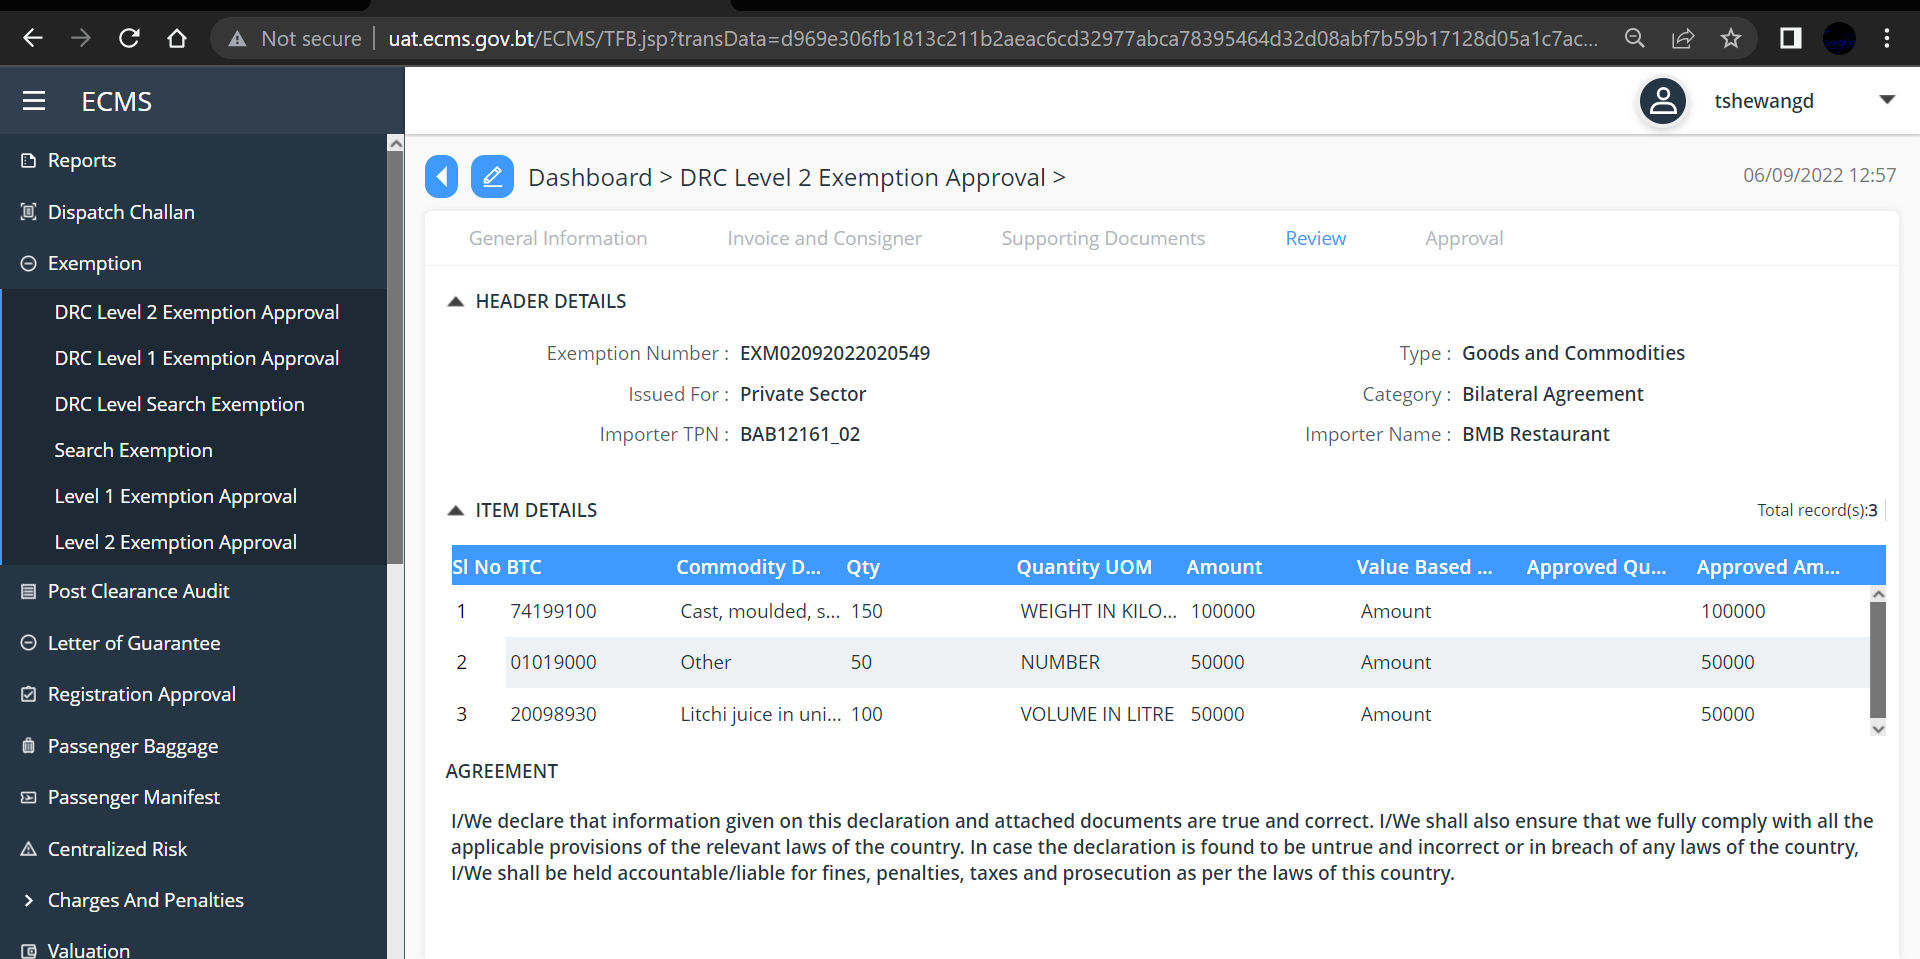 Not secure | uat.ecms.gov.bt/ECMS/TFB.jsp?transData=d969e306fb1813c211b2aeac6cd32977abca78395464d32d08abf7b59b17128d05a1c7ac...
ECMS
tshewangd
Reports
Dispatch Challan
Exemption
DRC Level 2 Exemption Approval
DRC Level 1 Exemption Approval
DRC Level Search Exemption
Search Exemption
Level 1 Exemption Approval
Level 2 Exemption Approval
Post Clearance Audit
Letter of Guarantee
Registration Approval
Passenger Baggage
Passenger Manifest
Centralized Risk
Charges And Penalties
Valuation
Dashboard > DRC Level 2 Exemption Approval >
06/09/2022 12:57
General Information Invoice and Consigner Supporting Documents Review Approval
HEADER DETAILS
Exemption Number : EXM02092022020549 Type : Goods and Commodities
Issued For : Private Sector Category : Bilateral Agreement
Importer TPN : BAB12161_02 Importer Name : BMB Restaurant
ITEM DETAILS Total record(s):3
Sl No BTC Commodity D... Qty Quantity UOM Amount Value Based ... Approved Qu... Approved Am...
1 74199100 Cast, moulded, s... 150 WEIGHT IN KILO... 100000 Amount 100000
2 01019000 Other 50 NUMBER 50000 Amount 50000
3 20098930 Litchi juice in uni... 100 VOLUME IN LITRE 50000 Amount 50000
AGREEMENT
I/We declare that information given on this declaration and attached documents are true and correct. I/We shall also ensure that we fully comply with all the
applicable provisions of the relevant laws of the country. In case the declaration is found to be untrue and incorrect or in breach of any laws of the country,
I/We shall be held accountable/liable for fines, penalties, taxes and prosecution as per the laws of this country.